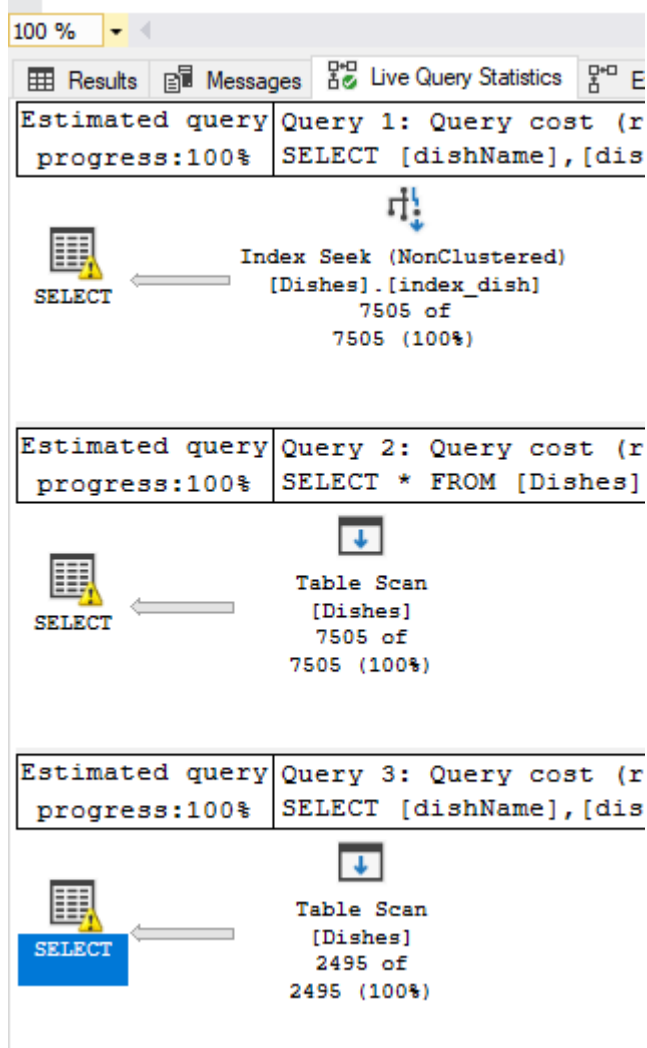 100 %
Results Messages Live Query Statistics E
Estimated query progress:100%
Query 1: Query cost (r
SELECT [dishName],[dis
SELECT
Index Seek (NonClustered)
[Dishes].[index_dish]
7505 of
7505 (100%)
Estimated query progress:100%
Query 2: Query cost (r
SELECT * FROM [Dishes]
SELECT
Table Scan
[Dishes]
7505 of
7505 (100%)
Estimated query progress:100%
Query 3: Query cost (r
SELECT [dishName],[dis
SELECT
Table Scan
[Dishes]
2495 of
2495 (100%)